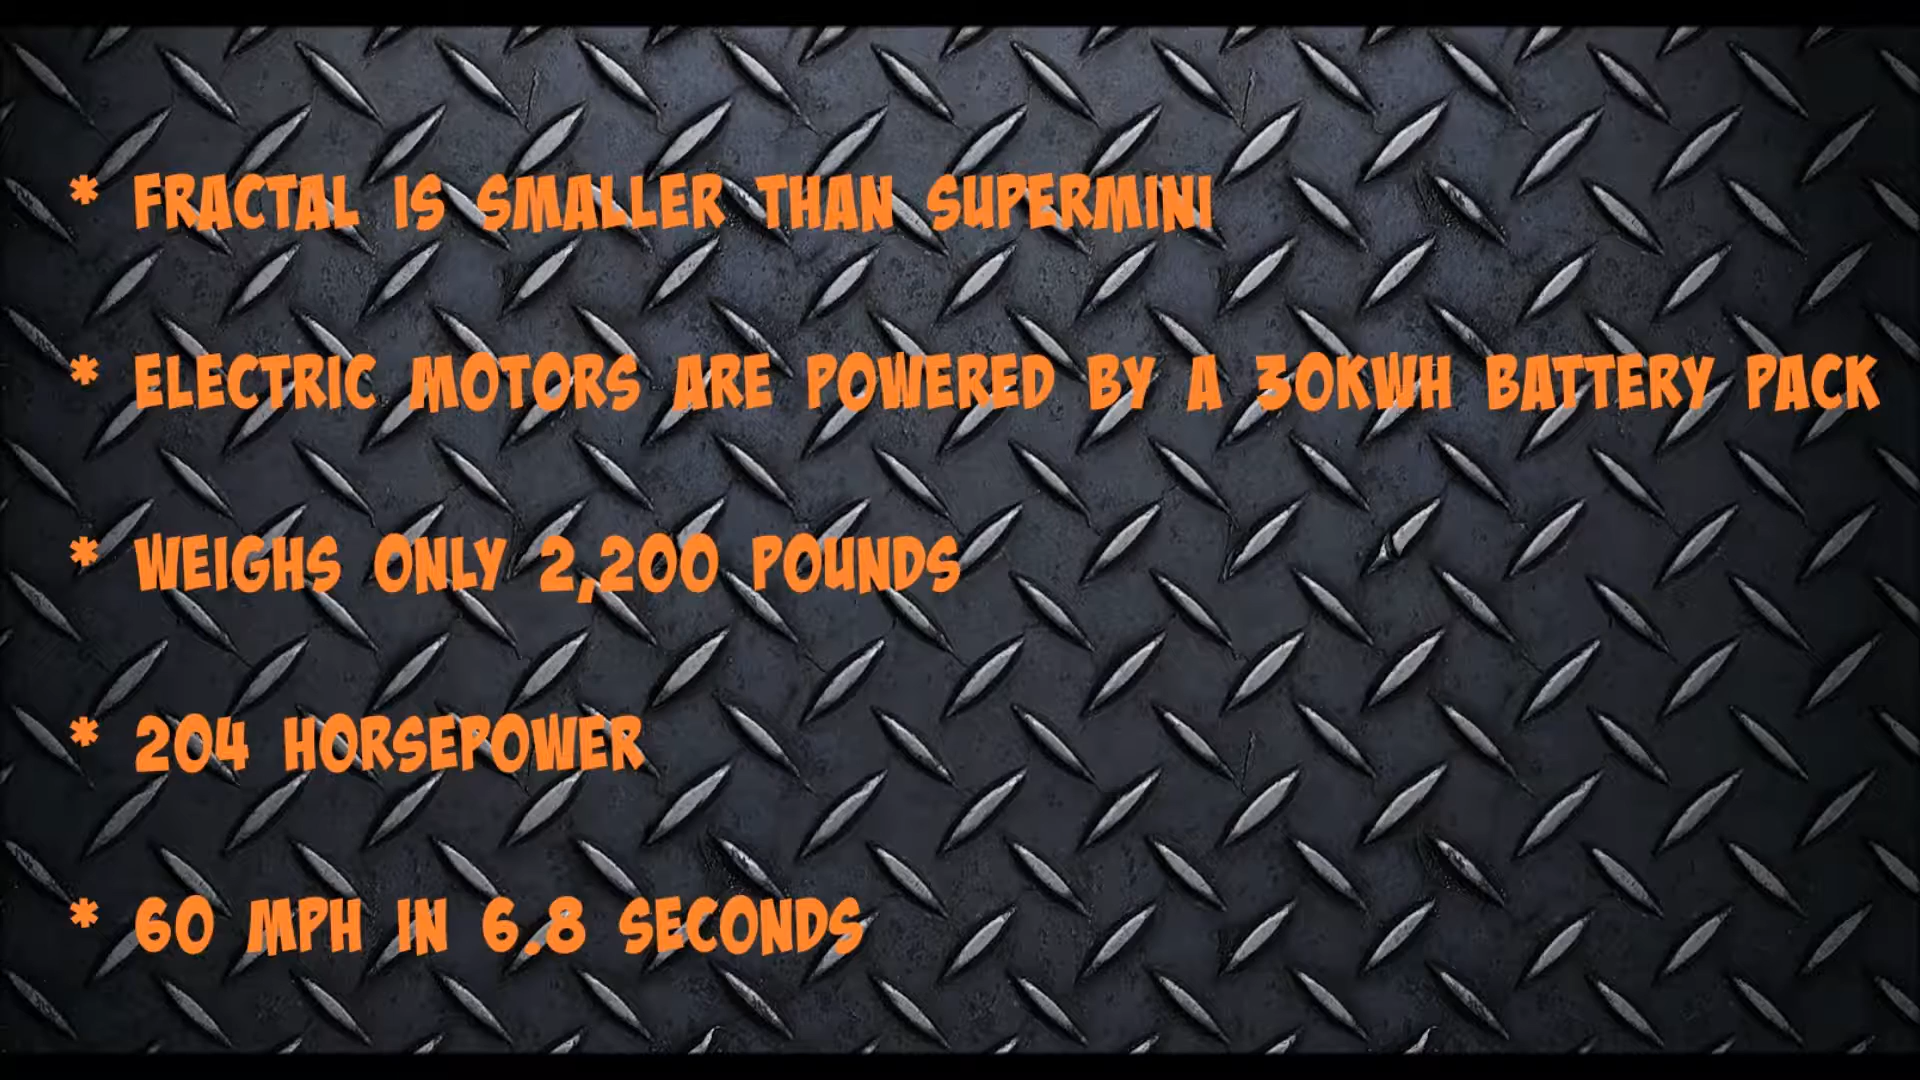 * FRACTAL IS SMALLER THAN SUPERMINI
* ELECTRIC MOTORS ARE POWERED BY A 30KWH BATTERY PACK
* WEIGHS ONLY 2,200 POUNDS
* 204 HORSEPOWER
* 60 MPH IN 6.8 SECONDS